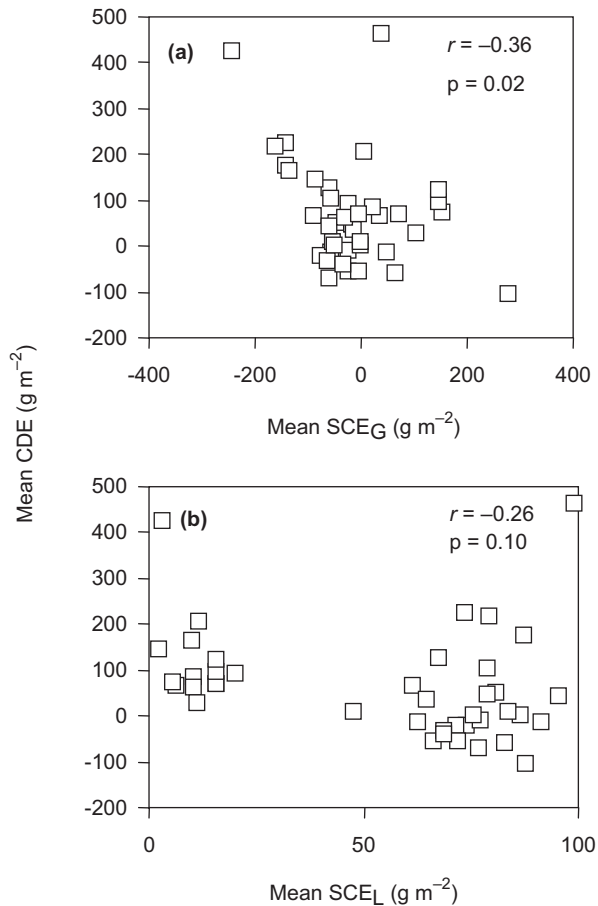 500
400
300
200
100
0
−100
−200
(a)
r = −0.36
p = 0.02
−400 −200 0 200 400
Mean SCE_G (g m⁻²)
Mean CDE (g m⁻²)
500
400
300
200
100
0
−100
−200
(b)
r = −0.26
p = 0.10
0 50 100
Mean SCE_L (g m⁻²)